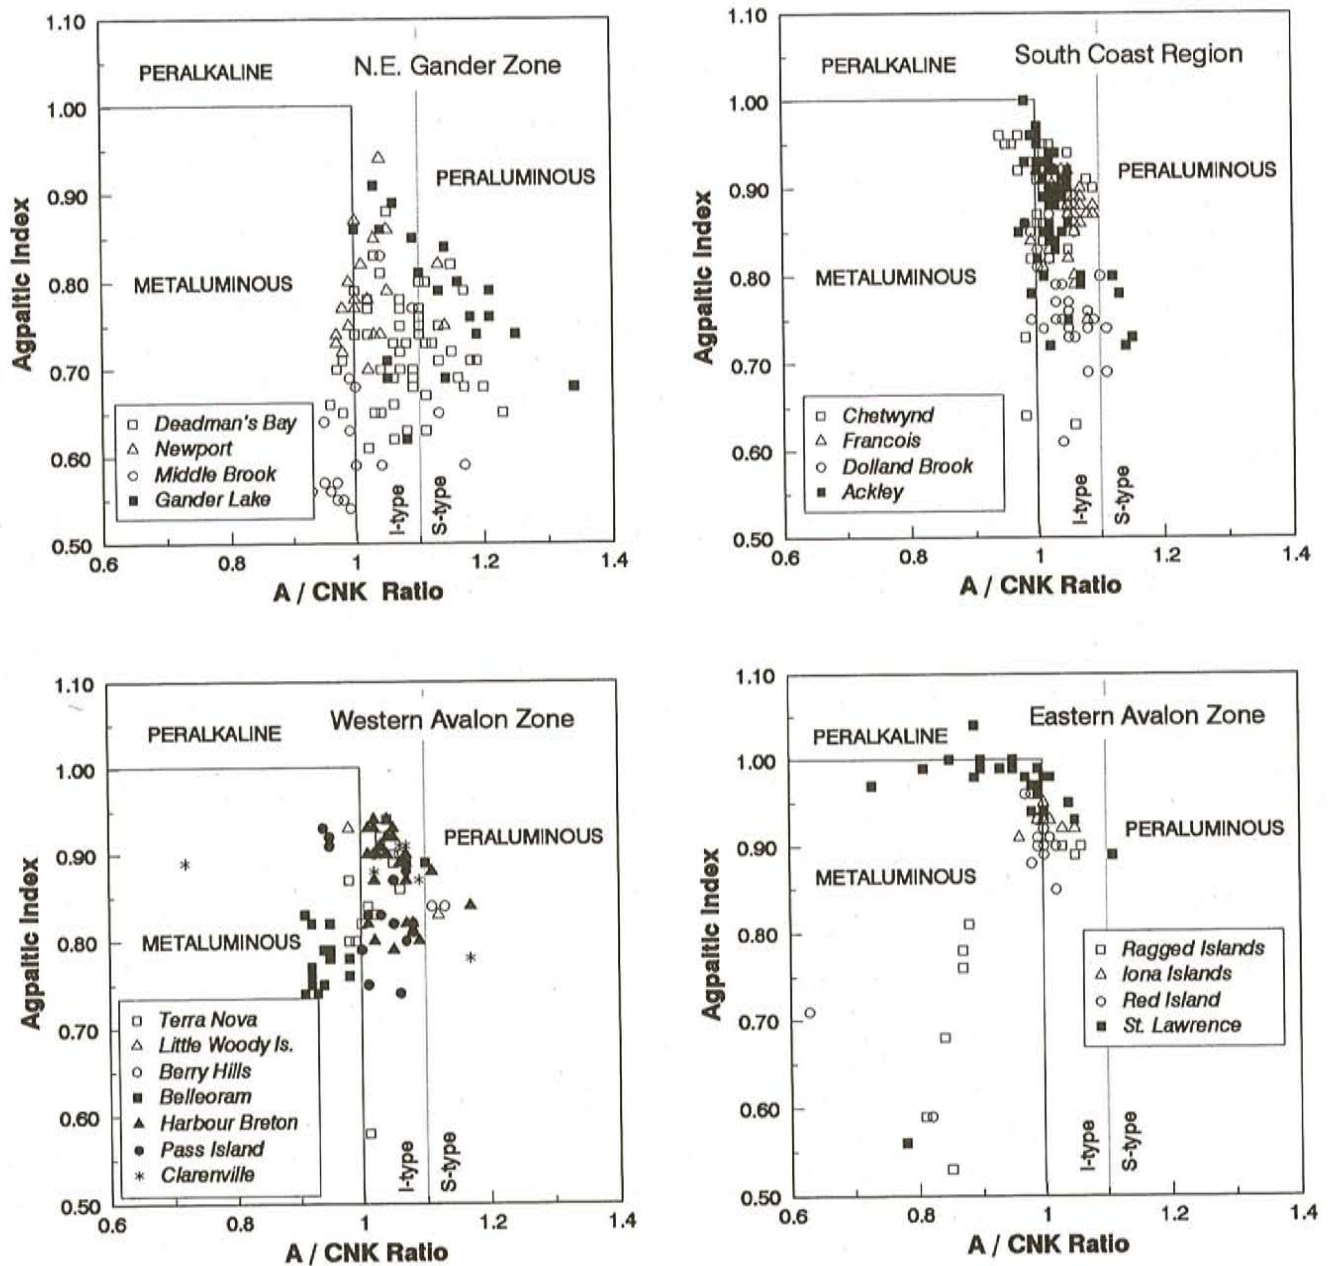 N.E. Gander Zone
PERALKALINE
PERALUMINOUS
METALUMINOUS
Agpaltic Index
1.10
1.00
0.90
0.80
0.70
0.60
0.50
Deadman's Bay
Newport
Middle Brook
Gander Lake
I-type
S-type
0.6 0.8 1 1.2 1.4
A / CNK Ratio
South Coast Region
PERALKALINE
PERALUMINOUS
METALUMINOUS
Agpaltic Index
1.10
1.00
0.90
0.80
0.70
0.60
0.50
Chetwynd
Francois
Dolland Brook
Ackley
I-type
S-type
0.6 0.8 1 1.2 1.4
A / CNK Ratio
Western Avalon Zone
PERALKALINE
PERALUMINOUS
METALUMINOUS
Agpaltic Index
1.10
1.00
0.90
0.80
0.70
0.60
0.50
Terra Nova
Little Woody Is.
Berry Hills
Belleoram
Harbour Breton
Pass Island
Clarenville
I-type
S-type
0.6 0.8 1 1.2 1.4
A / CNK Ratio
Eastern Avalon Zone
PERALKALINE
PERALUMINOUS
METALUMINOUS
Agpaltic Index
1.10
1.00
0.90
0.80
0.70
0.60
0.50
Ragged Islands
Iona Islands
Red Island
St. Lawrence
I-type
S-type
0.6 0.8 1 1.2 1.4
A / CNK Ratio